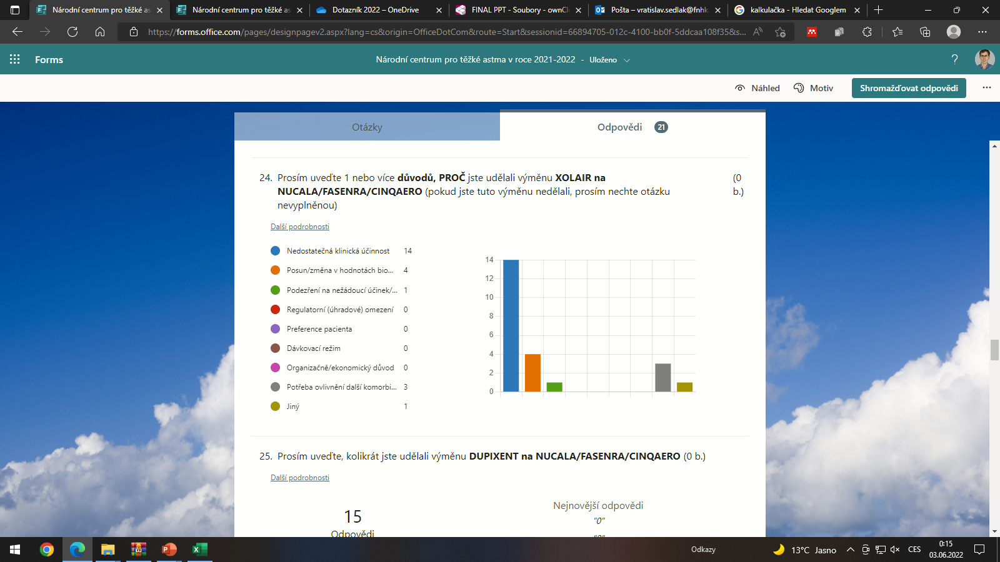 Národní centrum pro těžké as
Národní centrum pro těžké as
Dotazník 2022 – OneDrive
FINAL PPT - Soubory - ownCl
Pošta – vratislav.sedlak@fnhk
kalkulačka - Hledat Googlem
https://forms.office.com/pages/designpagev2.aspx?lang=cs&origin=OfficeDotCom&route=Start&sessionid=66894705-012c-4100-bb0f-5ddcaa108f35&s...
Forms
Národní centrum pro těžké astma v roce 2021-2022 - Uloženo
?
Náhled
Motiv
Shromažďovat odpovědi
Otázky
Odpovědi 21
24. Prosím uveďte 1 nebo více důvodů, PROČ jste udělali výměnu XOLAIR na (0
NUCALA/FASENRA/CINQAERO (pokud jste tuto výměnu nedělali, prosím nechte otázku b.)
nevyplněnou)
Další podrobnosti
Nedostatečná klinická účinnost 14
Posun/změna v hodnotách bio... 4
Podezření na nežádoucí účinek/... 1
Regulatorní (úhradové) omezení 0
Preference pacienta 0
Dávkovací režim 0
Organizačně/ekonomický důvod 0
Potřeba ovlivnění další komorbi... 3
Jiný 1
14
12
10
8
6
4
2
0
25. Prosím uveďte, kolikrát jste udělali výměnu DUPIXENT na NUCALA/FASENRA/CINQAERO (0 b.)
Další podrobnosti
15
Odpovědi
Nejnovější odpovědi
"0"
"0"
Odkazy
13°C Jasno
CES
0:15
03.06.2022